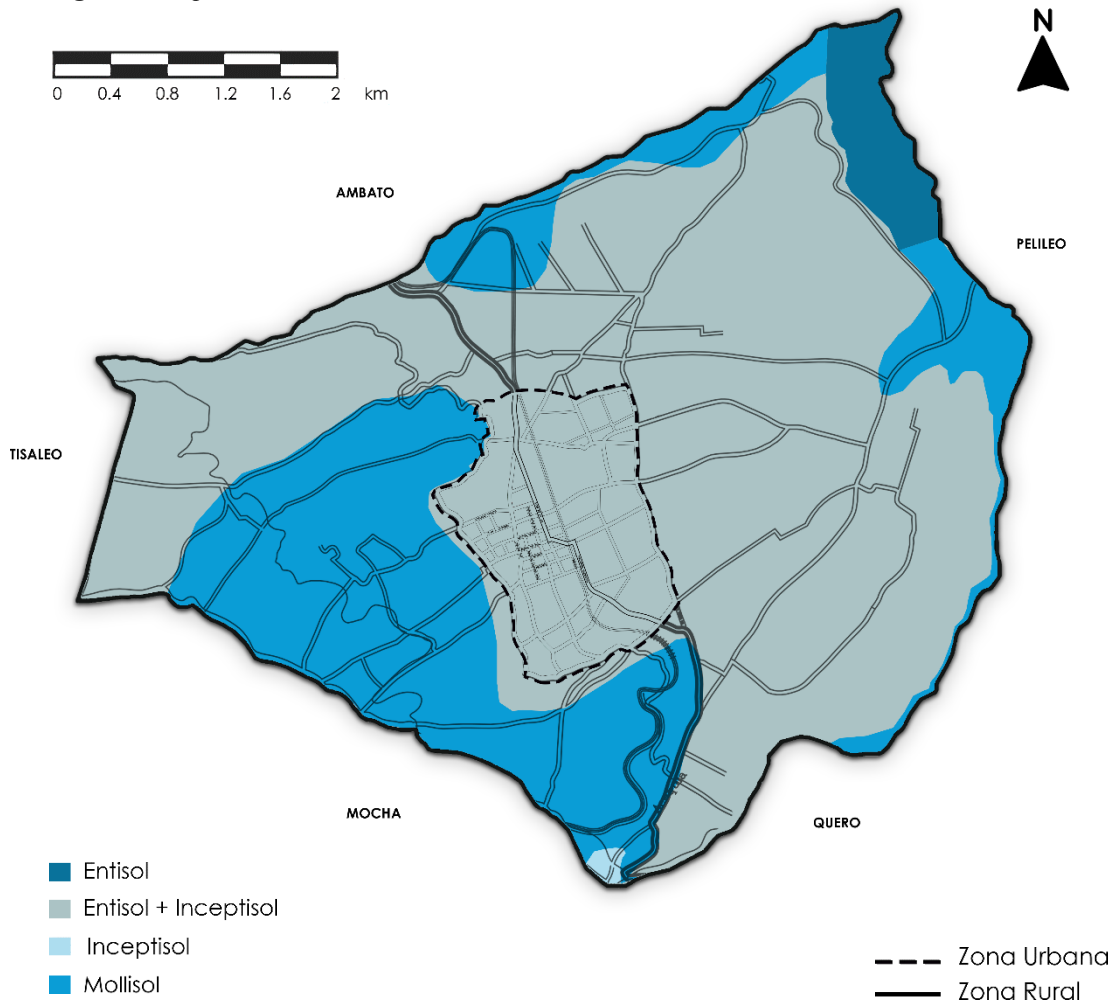 N
0 0.4 0.8 1.2 1.6 2 km
AMBATO
PELILEO
TISALEO
MOCHA
QUERO
Entisol
Entisol + Inceptisol
Inceptisol
Mollisol
Zona Urbana
Zona Rural